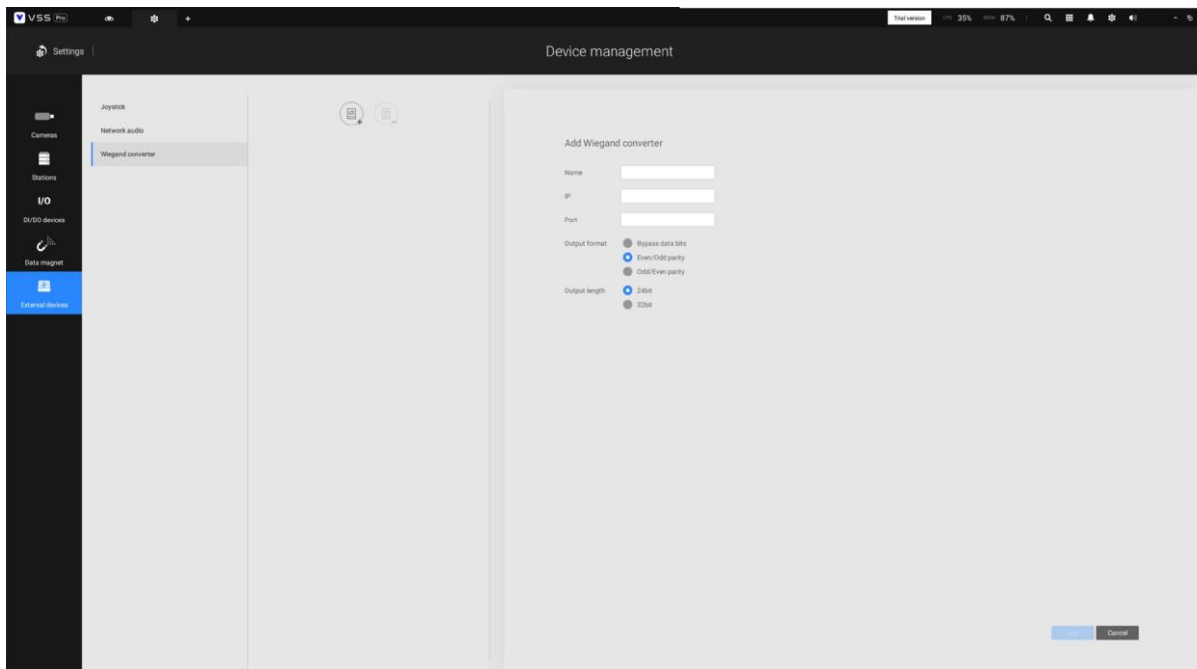 VSS Pro
Trial version
CPU 35%
MEM 87%
Settings
Device management
Cameras
Stations
I/O
DI/DO devices
Data magnet
External devices
Joystick
Network audio
Wiegand converter
Add Wiegand converter
Name
IP
Port
Output format
Bypass data bits
Even/Odd parity
Odd/Even parity
Output length
24bit
32bit
Cancel